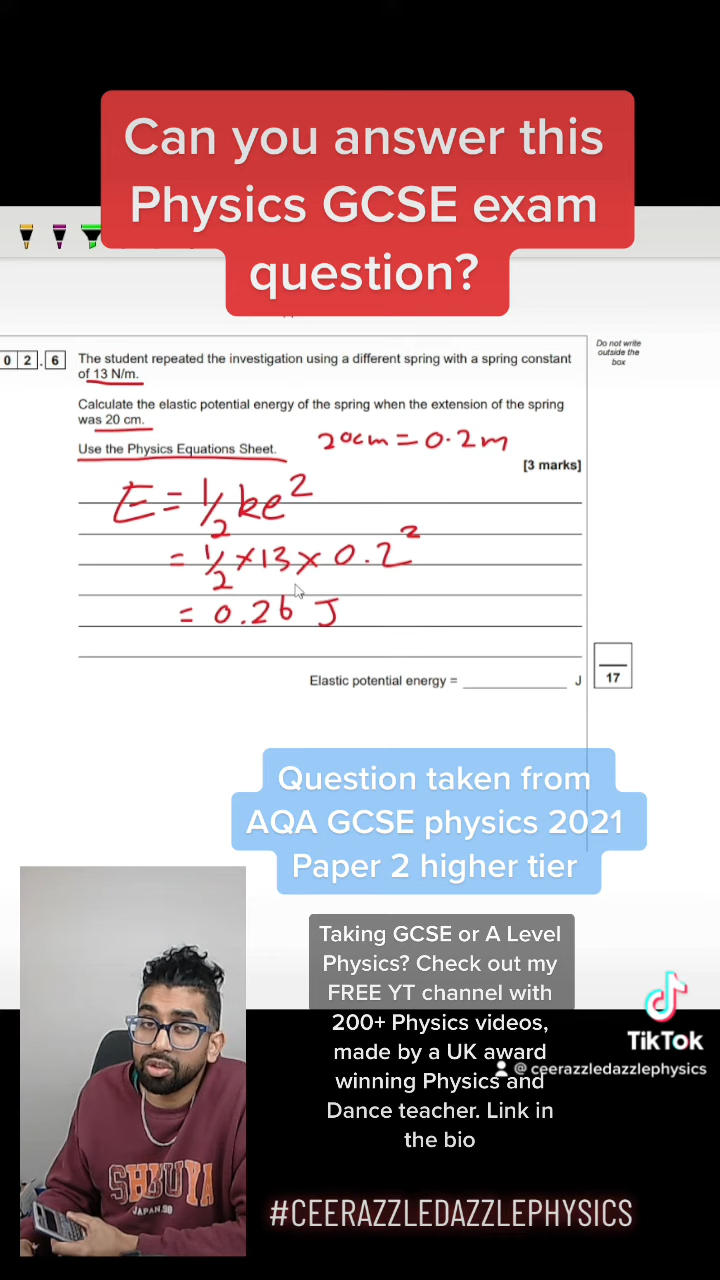 Can you answer this
Physics GCSE exam
question?
0 2 . 6
The student repeated the investigation using a different spring with a spring constant
of 13 N/m.
Do not write
outside the
box
Calculate the elastic potential energy of the spring when the extension of the spring
was 20 cm.
Use the Physics Equations Sheet.
20cm = 0.2m
[3 marks]
E = 1/2 ke²
= 1/2 × 13 × 0.2²
= 0.26 J
Elastic potential energy = ____________ J
17
Question taken from
AQA GCSE physics 2021
Paper 2 higher tier
Taking GCSE or A Level
Physics? Check out my
FREE YT channel with
200+ Physics videos,
made by a UK award
winning Physics and
Dance teacher. Link in
the bio
TikTok
@ceerazzledazzlephysics
SHIBUYA
JAPAN.90
#CEERAZZLEDAZZLEPHYSICS